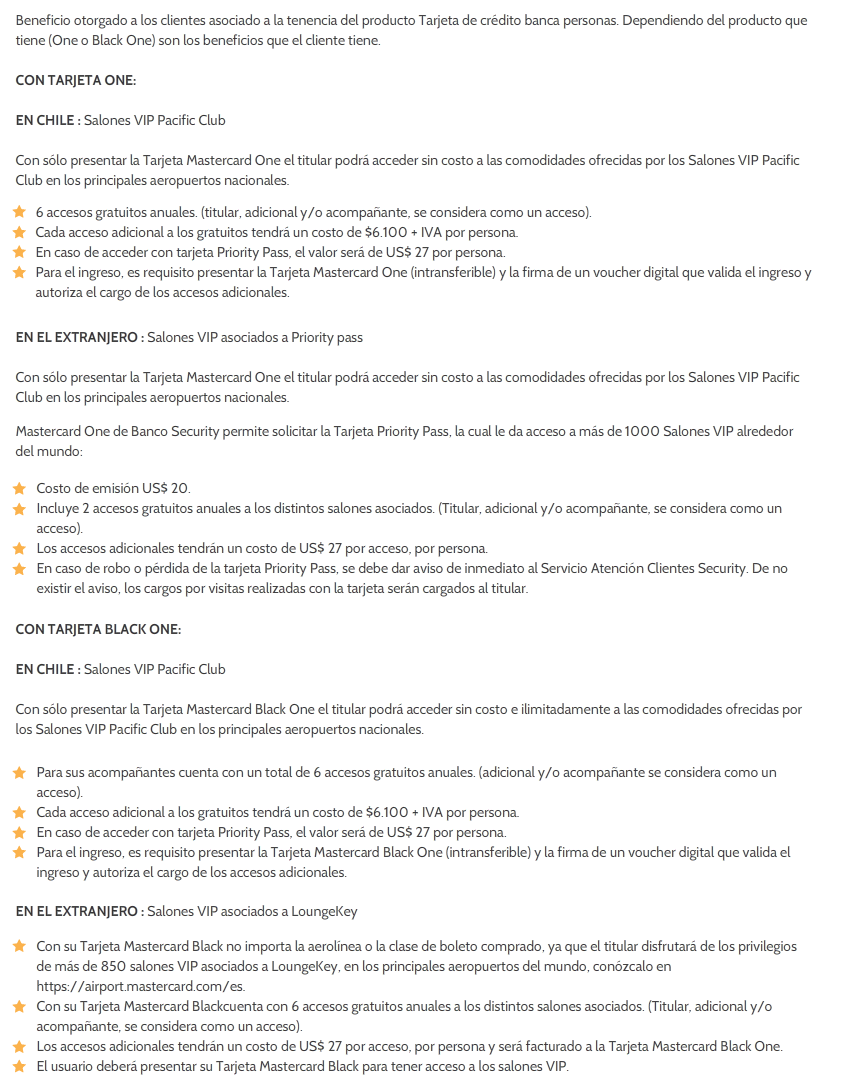 Beneficio otorgado a los clientes asociado a la tenencia del producto Tarjeta de crédito banca personas. Dependiendo del producto que
tiene (One o Black One) son los beneficios que el cliente tiene.
CON TARJETA ONE:
EN CHILE : Salones VIP Pacific Club
Con sólo presentar la Tarjeta Mastercard One el titular podrá acceder sin costo a las comodidades ofrecidas por los Salones VIP Pacific
Club en los principales aeropuertos nacionales.
6 accesos gratuitos anuales. (titular, adicional y/o acompañante, se considera como un acceso).
Cada acceso adicional a los gratuitos tendrá un costo de $6.100 + IVA por persona.
En caso de acceder con tarjeta Priority Pass, el valor será de US$ 27 por persona.
Para el ingreso, es requisito presentar la Tarjeta Mastercard One (intransferible) y la firma de un voucher digital que valida el ingreso y
autoriza el cargo de los accesos adicionales.
EN EL EXTRANJERO : Salones VIP asociados a Priority pass
Con sólo presentar la Tarjeta Mastercard One el titular podrá acceder sin costo a las comodidades ofrecidas por los Salones VIP Pacific
Club en los principales aeropuertos nacionales.
Mastercard One de Banco Security permite solicitar la Tarjeta Priority Pass, la cual le da acceso a más de 1000 Salones VIP alrededor
del mundo:
Costo de emisión US$ 20.
Incluye 2 accesos gratuitos anuales a los distintos salones asociados. (Titular, adicional y/o acompañante, se considera como un
acceso).
Los accesos adicionales tendrán un costo de US$ 27 por acceso, por persona.
En caso de robo o pérdida de la tarjeta Priority Pass, se debe dar aviso de inmediato al Servicio Atención Clientes Security. De no
existir el aviso, los cargos por visitas realizadas con la tarjeta serán cargados al titular.
CON TARJETA BLACK ONE:
EN CHILE : Salones VIP Pacific Club
Con sólo presentar la Tarjeta Mastercard Black One el titular podrá acceder sin costo e ilimitadamente a las comodidades ofrecidas por
los Salones VIP Pacific Club en los principales aeropuertos nacionales.
Para sus acompañantes cuenta con un total de 6 accesos gratuitos anuales. (adicional y/o acompañante se considera como un
acceso).
Cada acceso adicional a los gratuitos tendrá un costo de $6.100 + IVA por persona.
En caso de acceder con tarjeta Priority Pass, el valor será de US$ 27 por persona.
Para el ingreso, es requisito presentar la Tarjeta Mastercard Black One (intransferible) y la firma de un voucher digital que valida el
ingreso y autoriza el cargo de los accesos adicionales.
EN EL EXTRANJERO : Salones VIP asociados a LoungeKey
Con su Tarjeta Mastercard Black no importa la aerolínea o la clase de boleto comprado, ya que el titular disfrutará de los privilegios
de más de 850 salones VIP asociados a LoungeKey, en los principales aeropuertos del mundo, conózcalo en
https://airport.mastercard.com/es.
Con su Tarjeta Mastercard Blackcuenta con 6 accesos gratuitos anuales a los distintos salones asociados. (Titular, adicional y/o
acompañante, se considera como un acceso).
Los accesos adicionales tendrán un costo de US$ 27 por acceso, por persona y será facturado a la Tarjeta Mastercard Black One.
El usuario deberá presentar su Tarjeta Mastercard Black para tener acceso a los salones VIP.